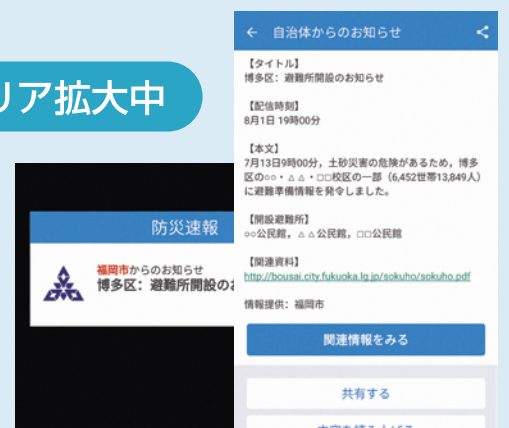 リア拡大中
防災速報
福岡市からのお知らせ
博多区：避難所開設の
自治体からのお知らせ
【タイトル】
博多区：避難所開設のお知らせ
【配信時刻】
8月1日 19時00分
【本文】
7月13日9時00分，土砂災害の危険があるため，博多
区の○○・△△・□□校区の一部（6,452世帯13,849人）
に避難準備情報を発令しました。
【開設避難所】
○○公民館，△△公民館，□□公民館
【関連資料】
http://bousai.city.fukuoka.lg.jp/sokuho/sokuho.pdf
情報提供：福岡市
関連情報をみる
共有する